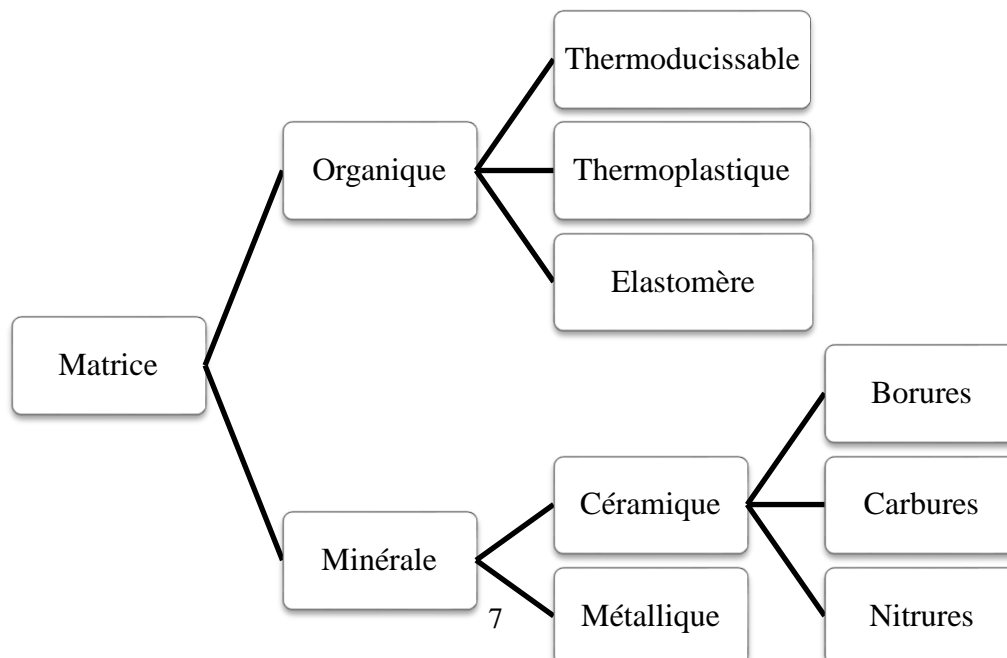 Thermoducissable
Organique
Thermoplastique
Elastomère
Matrice
Borures
Céramique
Carbures
Minérale
Métallique
Nitrures
7